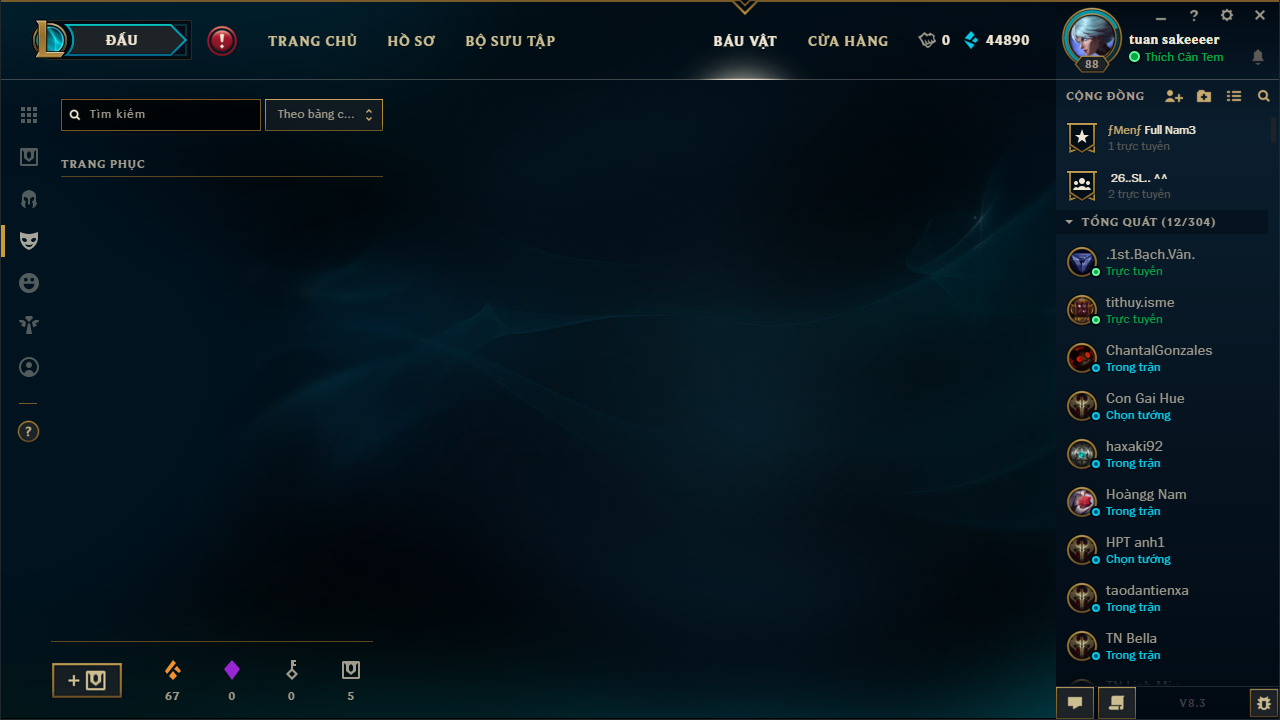 ĐẤU
TRANG CHỦ
HỒ SƠ
BỘ SƯU TẬP
BÁU VẬT
CỬA HÀNG
0
44890
88
tuan sakeeeer
Thích Cân Tem
Tìm kiếm
Theo bảng c...
TRANG PHỤC
CỘNG ĐỒNG
ƒMenƒ Full Nam3
1 trực tuyến
26..SL.. ^^
2 trực tuyến
TỔNG QUÁT (12/304)
.1st.Bạch.Vân.
Trực tuyến
tithuy.isme
Trực tuyến
ChantalGonzales
Trong trận
Con Gai Hue
Chọn tướng
haxaki92
Trong trận
Hoàngg Nam
Trong trận
HPT anh1
Chọn tướng
taodantienxa
Trong trận
TN Bella
Trong trận
67
0
0
5
V8.3